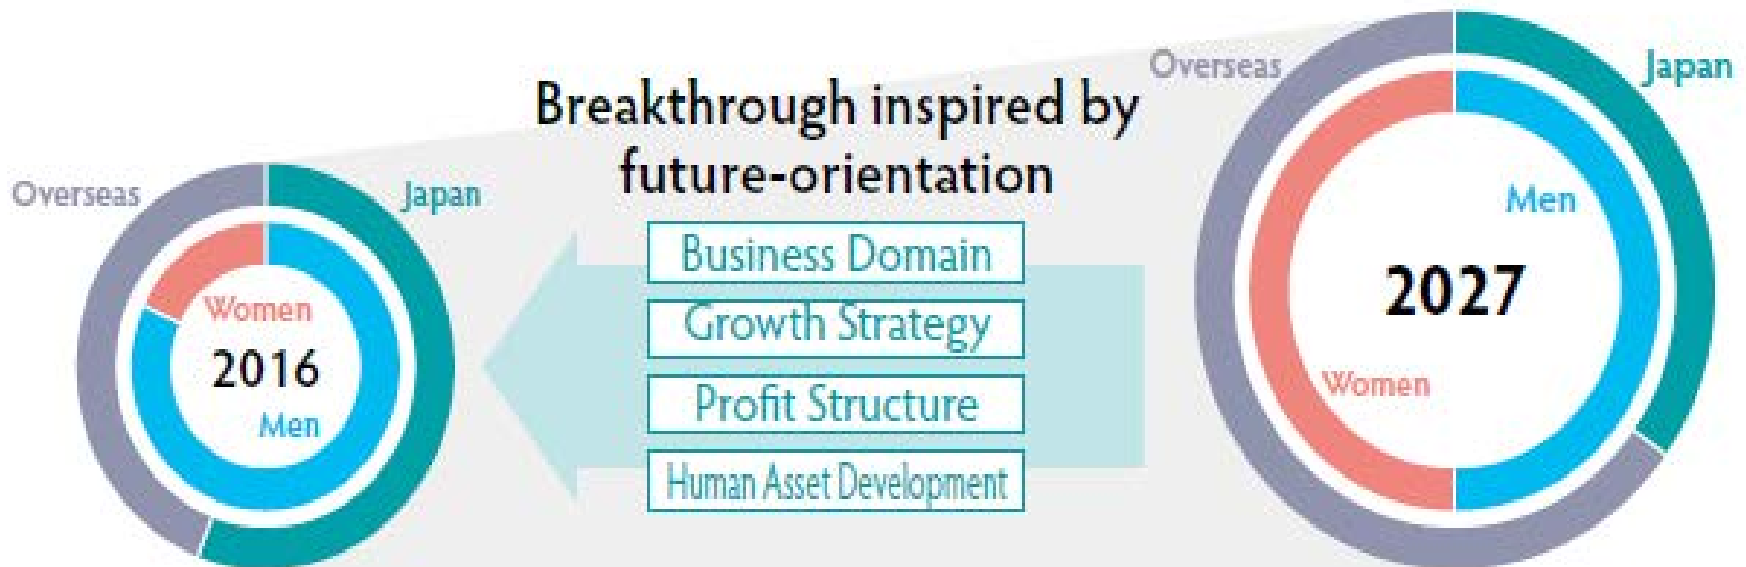 Overseas
Japan
Women
2016
Men
Breakthrough inspired by
future-orientation
Business Domain
Growth Strategy
Profit Structure
Human Asset Development
Overseas
Japan
Men
2027
Women